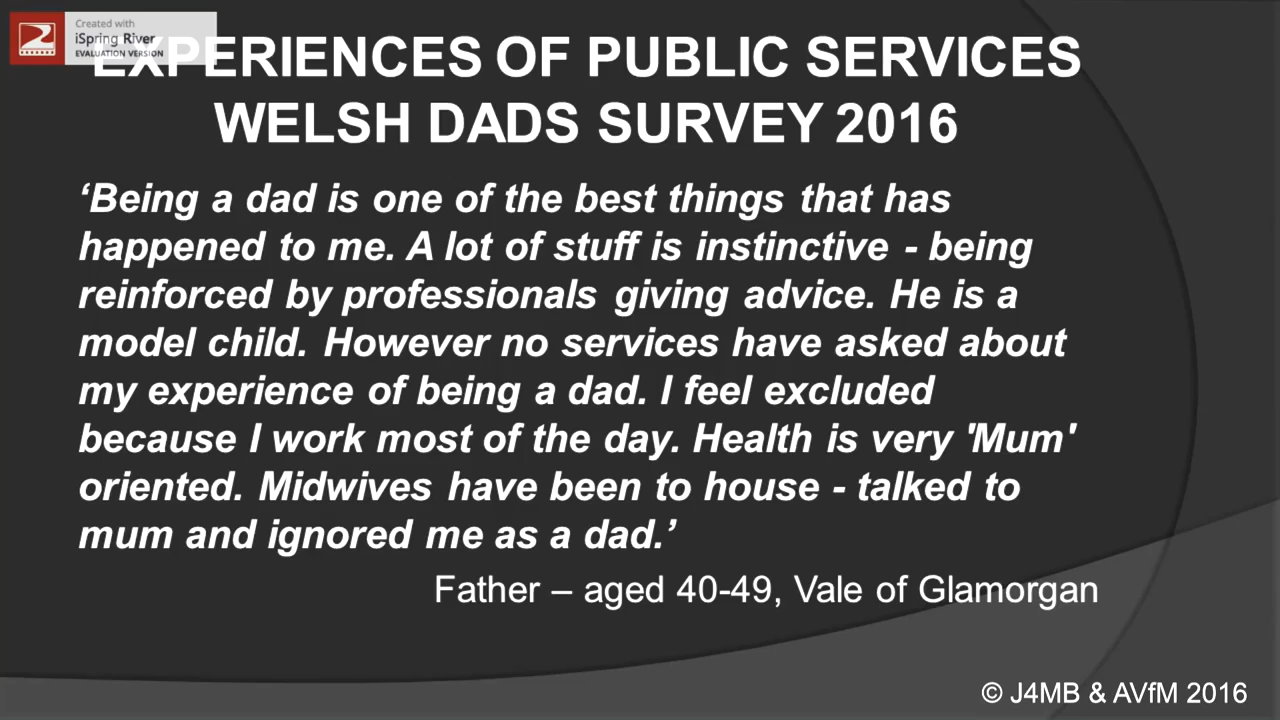 Created with
iSpring River
EVALUATION VERSION
EXPERIENCES OF PUBLIC SERVICES
WELSH DADS SURVEY 2016
‘Being a dad is one of the best things that has
happened to me. A lot of stuff is instinctive - being
reinforced by professionals giving advice. He is a
model child. However no services have asked about
my experience of being a dad. I feel excluded
because I work most of the day. Health is very 'Mum'
oriented. Midwives have been to house - talked to
mum and ignored me as a dad.’
Father – aged 40-49, Vale of Glamorgan
© J4MB & AVfM 2016